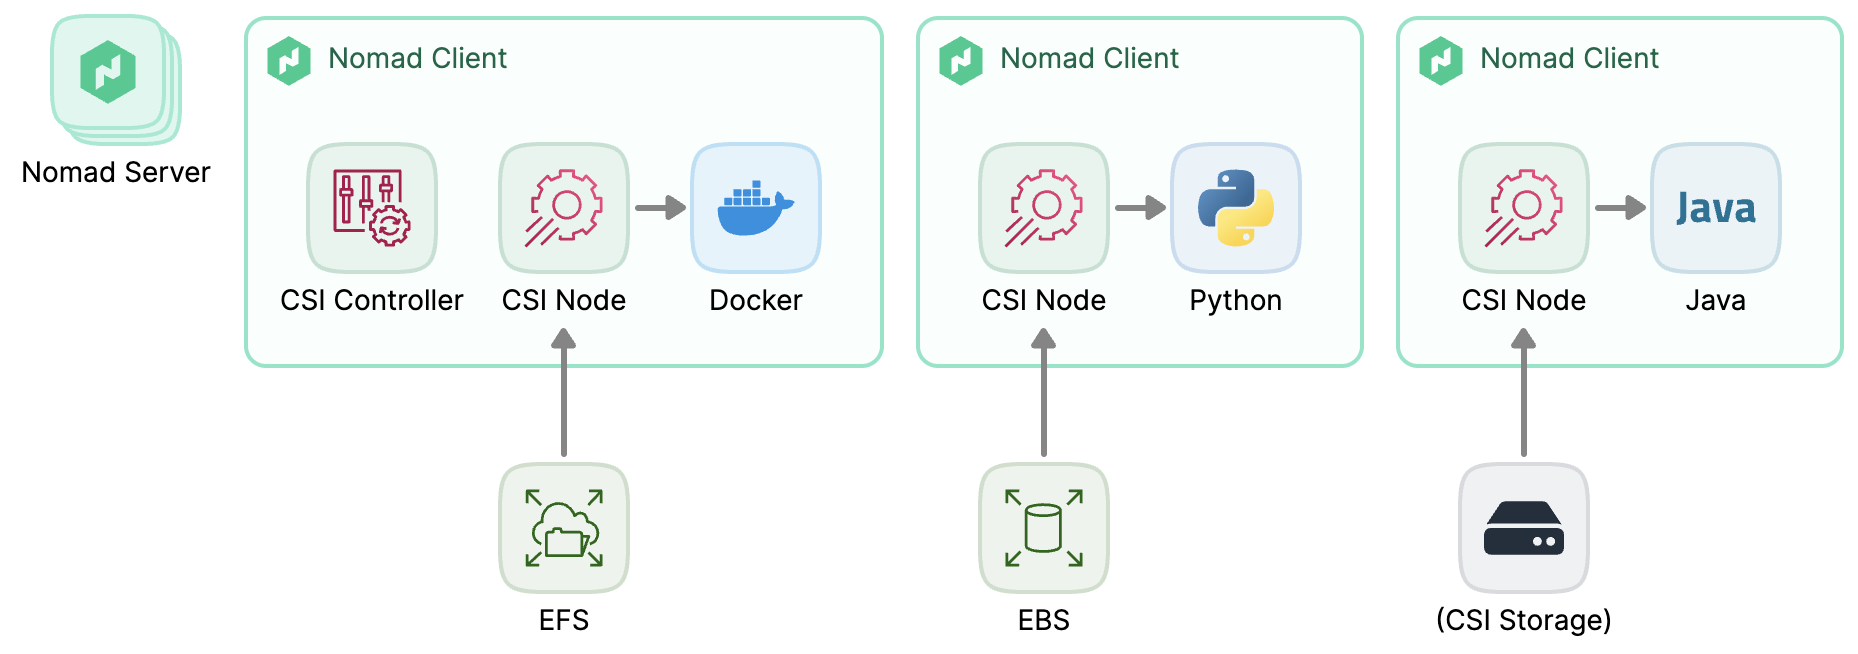 Nomad Server
Nomad Client
CSI Controller
CSI Node
Docker
Nomad Client
CSI Node
Python
Nomad Client
CSI Node
Java
Java
EFS
EBS
(CSI Storage)